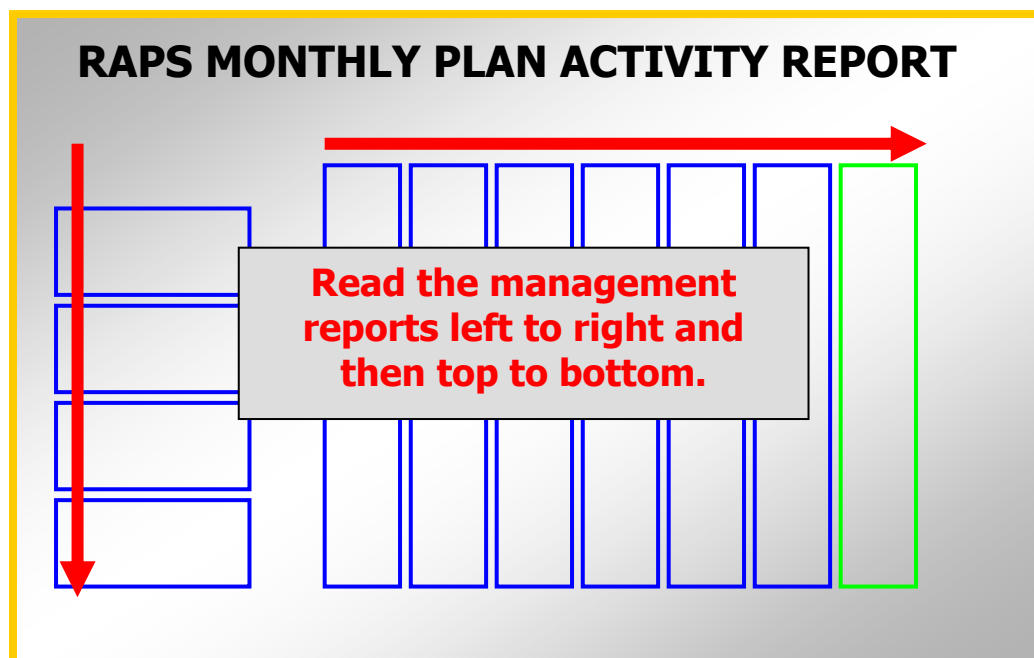 RAPS MONTHLY PLAN ACTIVITY REPORT
Read the management
reports left to right and
then top to bottom.